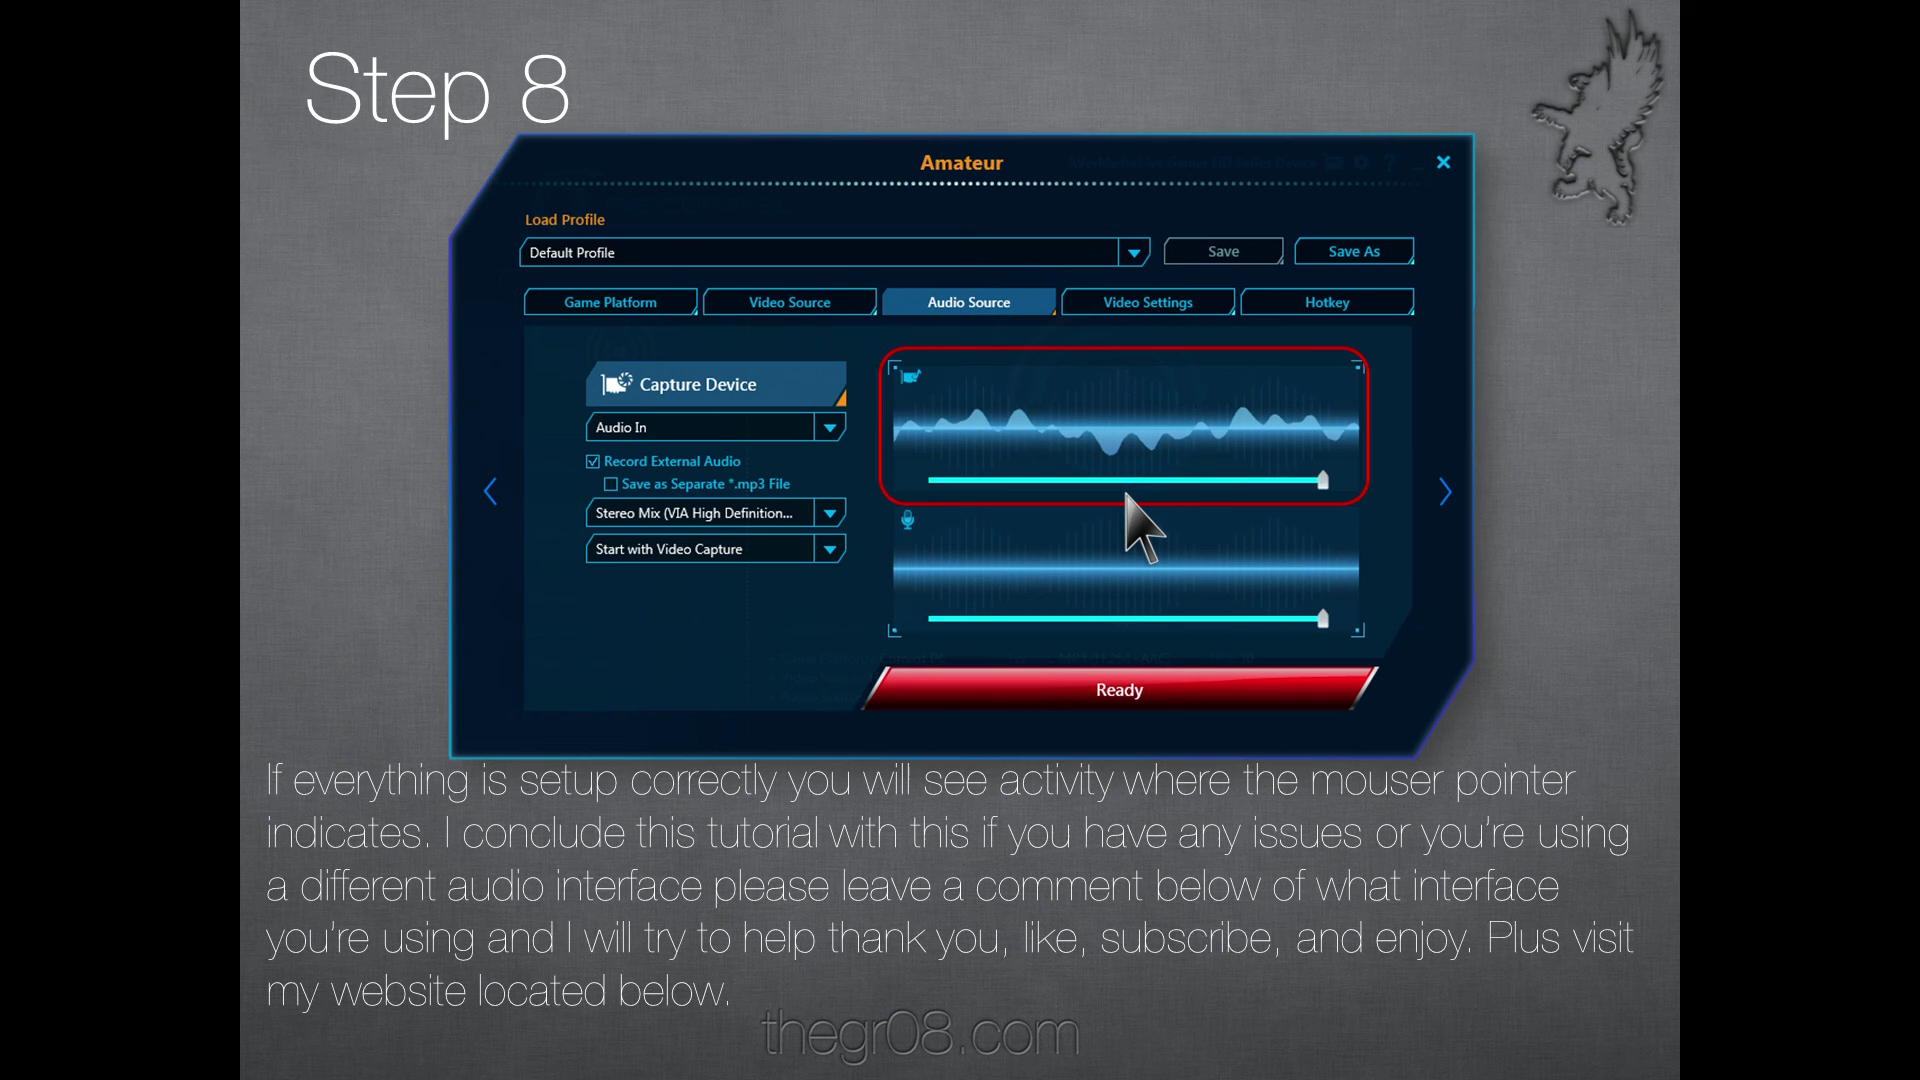 Step 8
Amateur
Load Profile
Default Profile
Save
Save As
Game Platform
Video Source
Audio Source
Video Settings
Hotkey
Capture Device
Audio In
Record External Audio
Save as Separate *.mp3 File
Stereo Mix (VIA High Definition...
Start with Video Capture
Ready
If everything is setup correctly you will see activity where the mouser pointer
indicates. I conclude this tutorial with this if you have any issues or you're using
a different audio interface please leave a comment below of what interface
you're using and I will try to help thank you, like, subscribe, and enjoy. Plus visit
my website located below.
thegr08.com